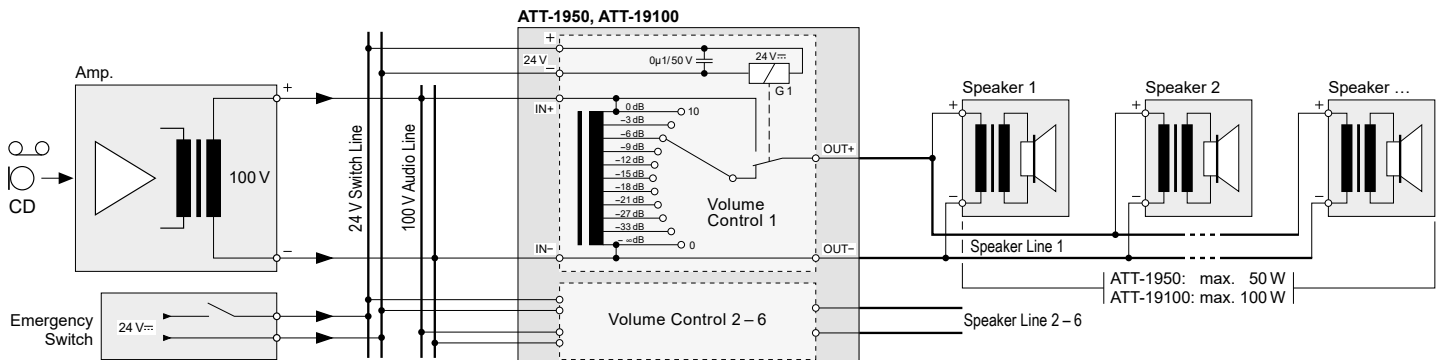 ATT-1950, ATT-19100
Amp.
+
100 V
−
CD
Emergency
Switch
24 V
24 V Switch Line
100 V Audio Line
+
24 V
−
0µ1/50 V
24 V
G 1
IN+
0 dB
10
−3 dB
−6 dB
−9 dB
−12 dB
−15 dB
−18 dB
−21 dB
−27 dB
−33 dB
− ∞dB
0
IN−
Volume
Control 1
OUT+
OUT−
Volume Control 2 – 6
Speaker 1
+
−
Speaker 2
+
−
Speaker …
+
−
Speaker Line 1
ATT-1950: max. 50 W
ATT-19100: max. 100 W
Speaker Line 2 – 6